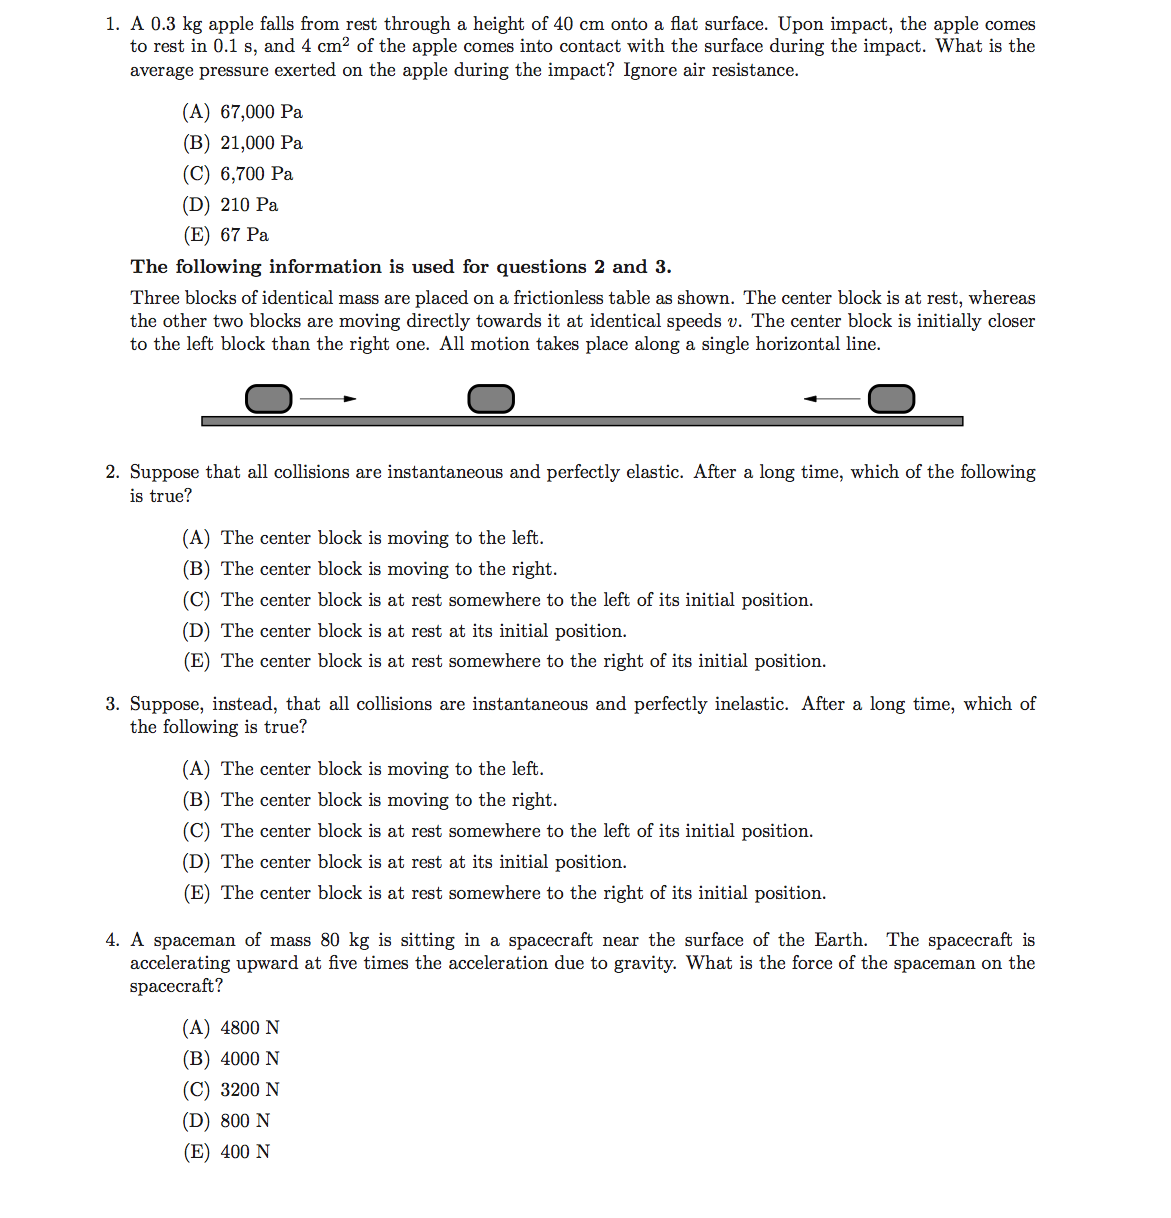 1. A 0.3 kg apple falls from rest through a height of 40 cm onto a flat surface. Upon impact, the apple comes
to rest in 0.1 s, and 4 cm² of the apple comes into contact with the surface during the impact. What is the
average pressure exerted on the apple during the impact? Ignore air resistance.
(A) 67,000 Pa
(B) 21,000 Pa
(C) 6,700 Pa
(D) 210 Pa
(E) 67 Pa
The following information is used for questions 2 and 3.
Three blocks of identical mass are placed on a frictionless table as shown. The center block is at rest, whereas
the other two blocks are moving directly towards it at identical speeds v. The center block is initially closer
to the left block than the right one. All motion takes place along a single horizontal line.
2. Suppose that all collisions are instantaneous and perfectly elastic. After a long time, which of the following
is true?
(A) The center block is moving to the left.
(B) The center block is moving to the right.
(C) The center block is at rest somewhere to the left of its initial position.
(D) The center block is at rest at its initial position.
(E) The center block is at rest somewhere to the right of its initial position.
3. Suppose, instead, that all collisions are instantaneous and perfectly inelastic. After a long time, which of
the following is true?
(A) The center block is moving to the left.
(B) The center block is moving to the right.
(C) The center block is at rest somewhere to the left of its initial position.
(D) The center block is at rest at its initial position.
(E) The center block is at rest somewhere to the right of its initial position.
4. A spaceman of mass 80 kg is sitting in a spacecraft near the surface of the Earth. The spacecraft is
accelerating upward at five times the acceleration due to gravity. What is the force of the spaceman on the
spacecraft?
(A) 4800 N
(B) 4000 N
(C) 3200 N
(D) 800 N
(E) 400 N